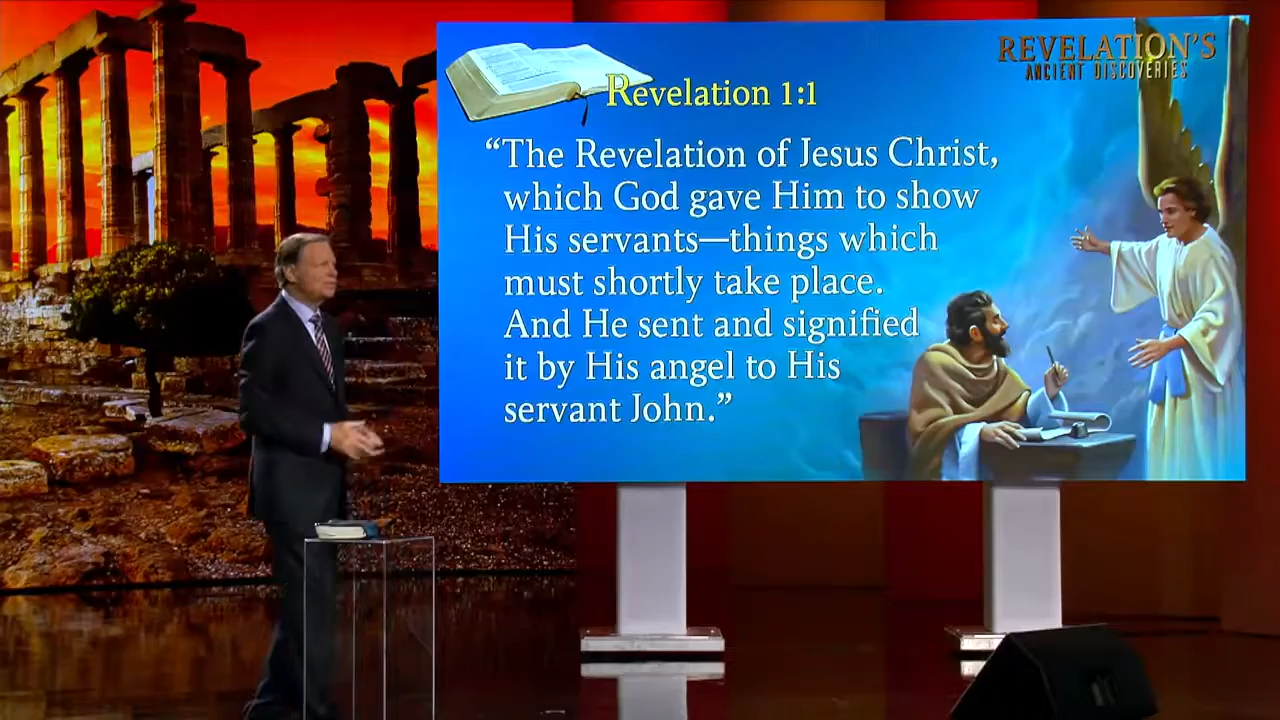 REVELATION'S
ANCIENT DISCOVERIES
Revelation 1:1
“The Revelation of Jesus Christ,
which God gave Him to show
His servants—things which
must shortly take place.
And He sent and signified
it by His angel to His
servant John.”